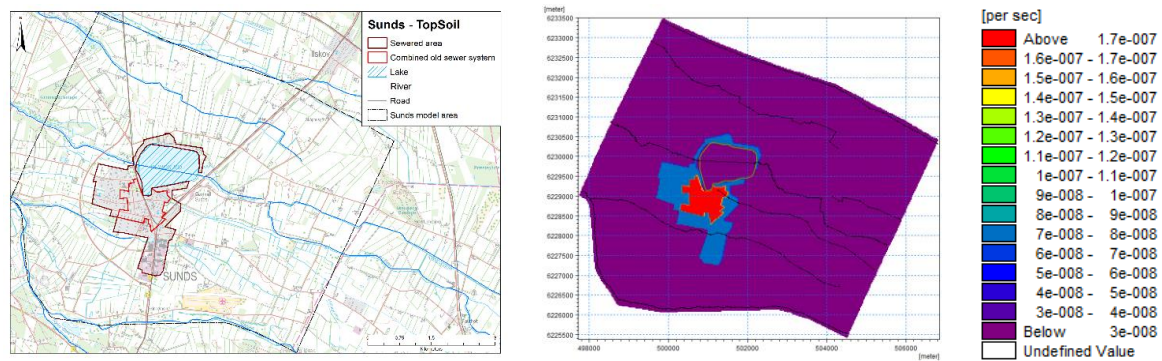 Sunds - TopSoil
Sewered area
Combined old sewer system
Lake
River
Road
Sunds model area
Ilskov
SUNDS
[meter]
6233500
6233000
6232500
6232000
6231500
6231000
6230500
6230000
6229500
6229000
6228500
6228000
6227500
6227000
6226500
6226000
6225500
498000
500000
502000
504000
506000
[meter]
[per sec]
Above 1.7e-007
1.6e-007 - 1.7e-007
1.5e-007 - 1.6e-007
1.4e-007 - 1.5e-007
1.3e-007 - 1.4e-007
1.2e-007 - 1.3e-007
1.1e-007 - 1.2e-007
1e-007 - 1.1e-007
9e-008 - 1e-007
8e-008 - 9e-008
7e-008 - 8e-008
6e-008 - 7e-008
5e-008 - 6e-008
4e-008 - 5e-008
3e-008 - 4e-008
Below 3e-008
Undefined Value